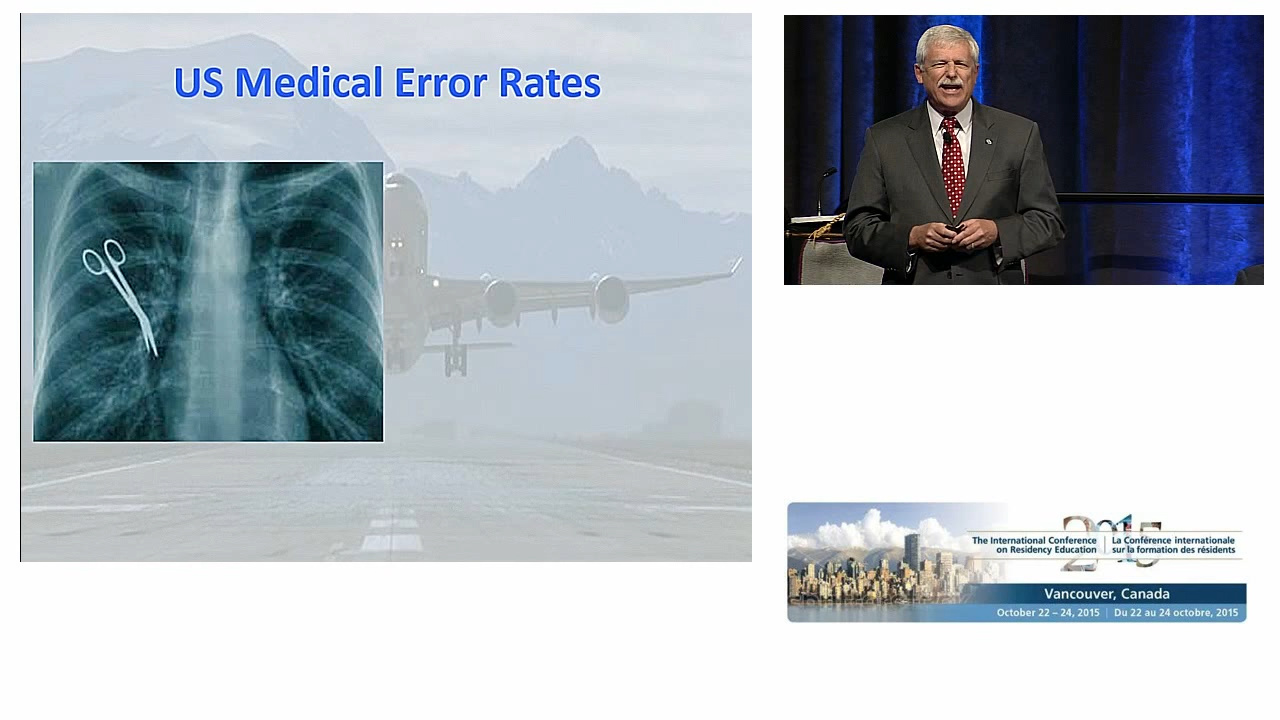 US Medical Error Rates
2015
The International Conference
on Residency Education
La Conférence internationale
sur la formation des résidents
Vancouver, Canada
October 22 – 24, 2015 | Du 22 au 24 octobre, 2015